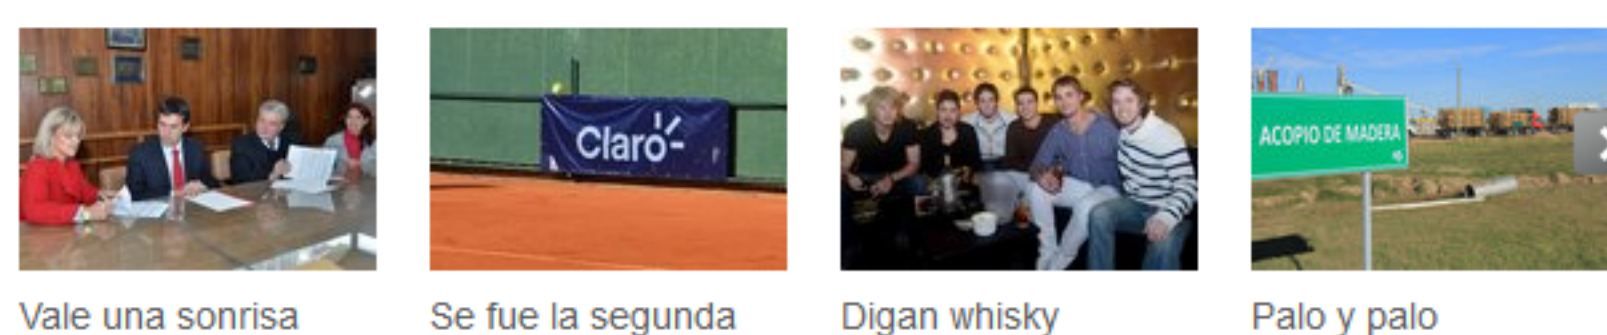 Claro
ACOPIO DE MADERA
Vale una sonrisa
Se fue la segunda
Digan whisky
Palo y palo